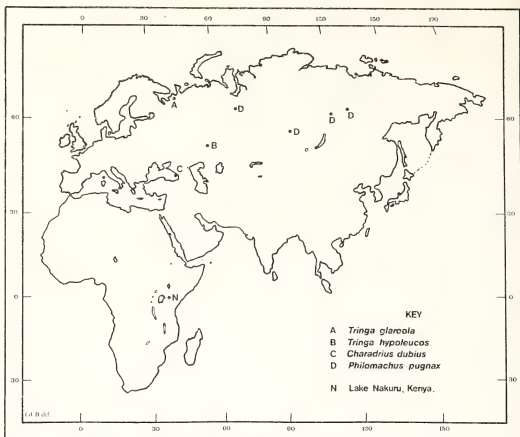 0 30 60 90 120 150 170
60 60
30 30
0 0
30 30
0 30 60 90 120 150
A
B
C
D
D
D
D
N
KEY
A Tringa glareola
B Tringa hypoleucos
C Charadrius dubius
D Philomachus pugnax
N Lake Nakuru, Kenya.